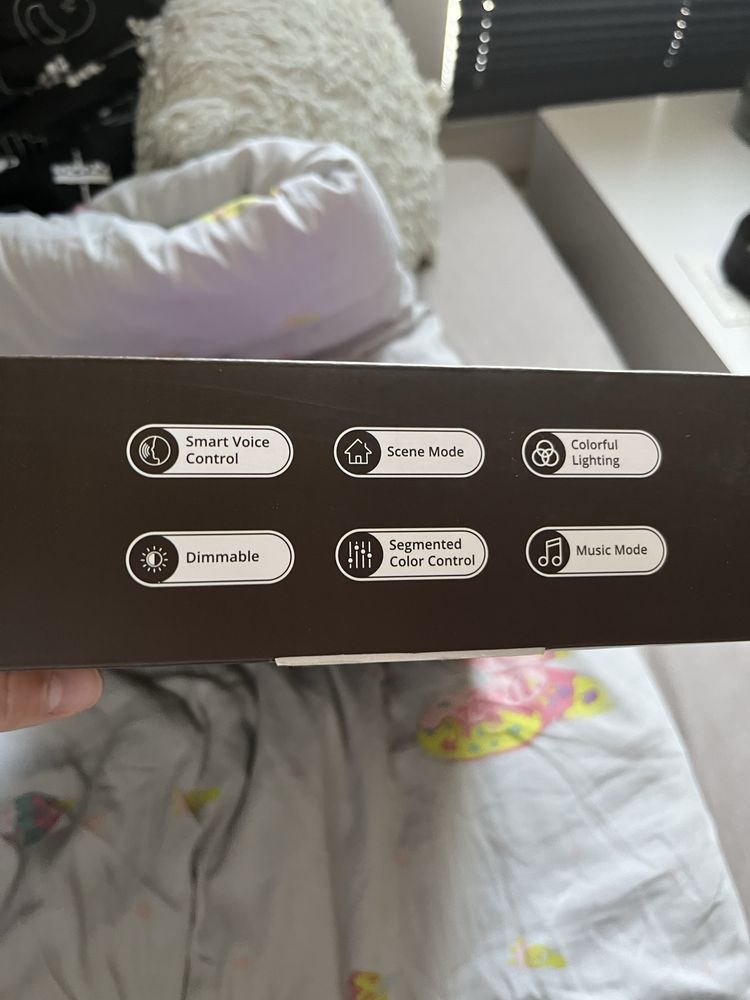 Smart Voice
Control
Scene Mode
Colorful
Lighting
Dimmable
Segmented
Color Control
Music Mode